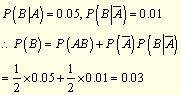 P(B|A) = 0.05, P(B|A̅) = 0.01
∴ P(B) = P(AB) + P(A̅)P(B|A̅)
= 1/2 × 0.05 + 1/2 × 0.01 = 0.03